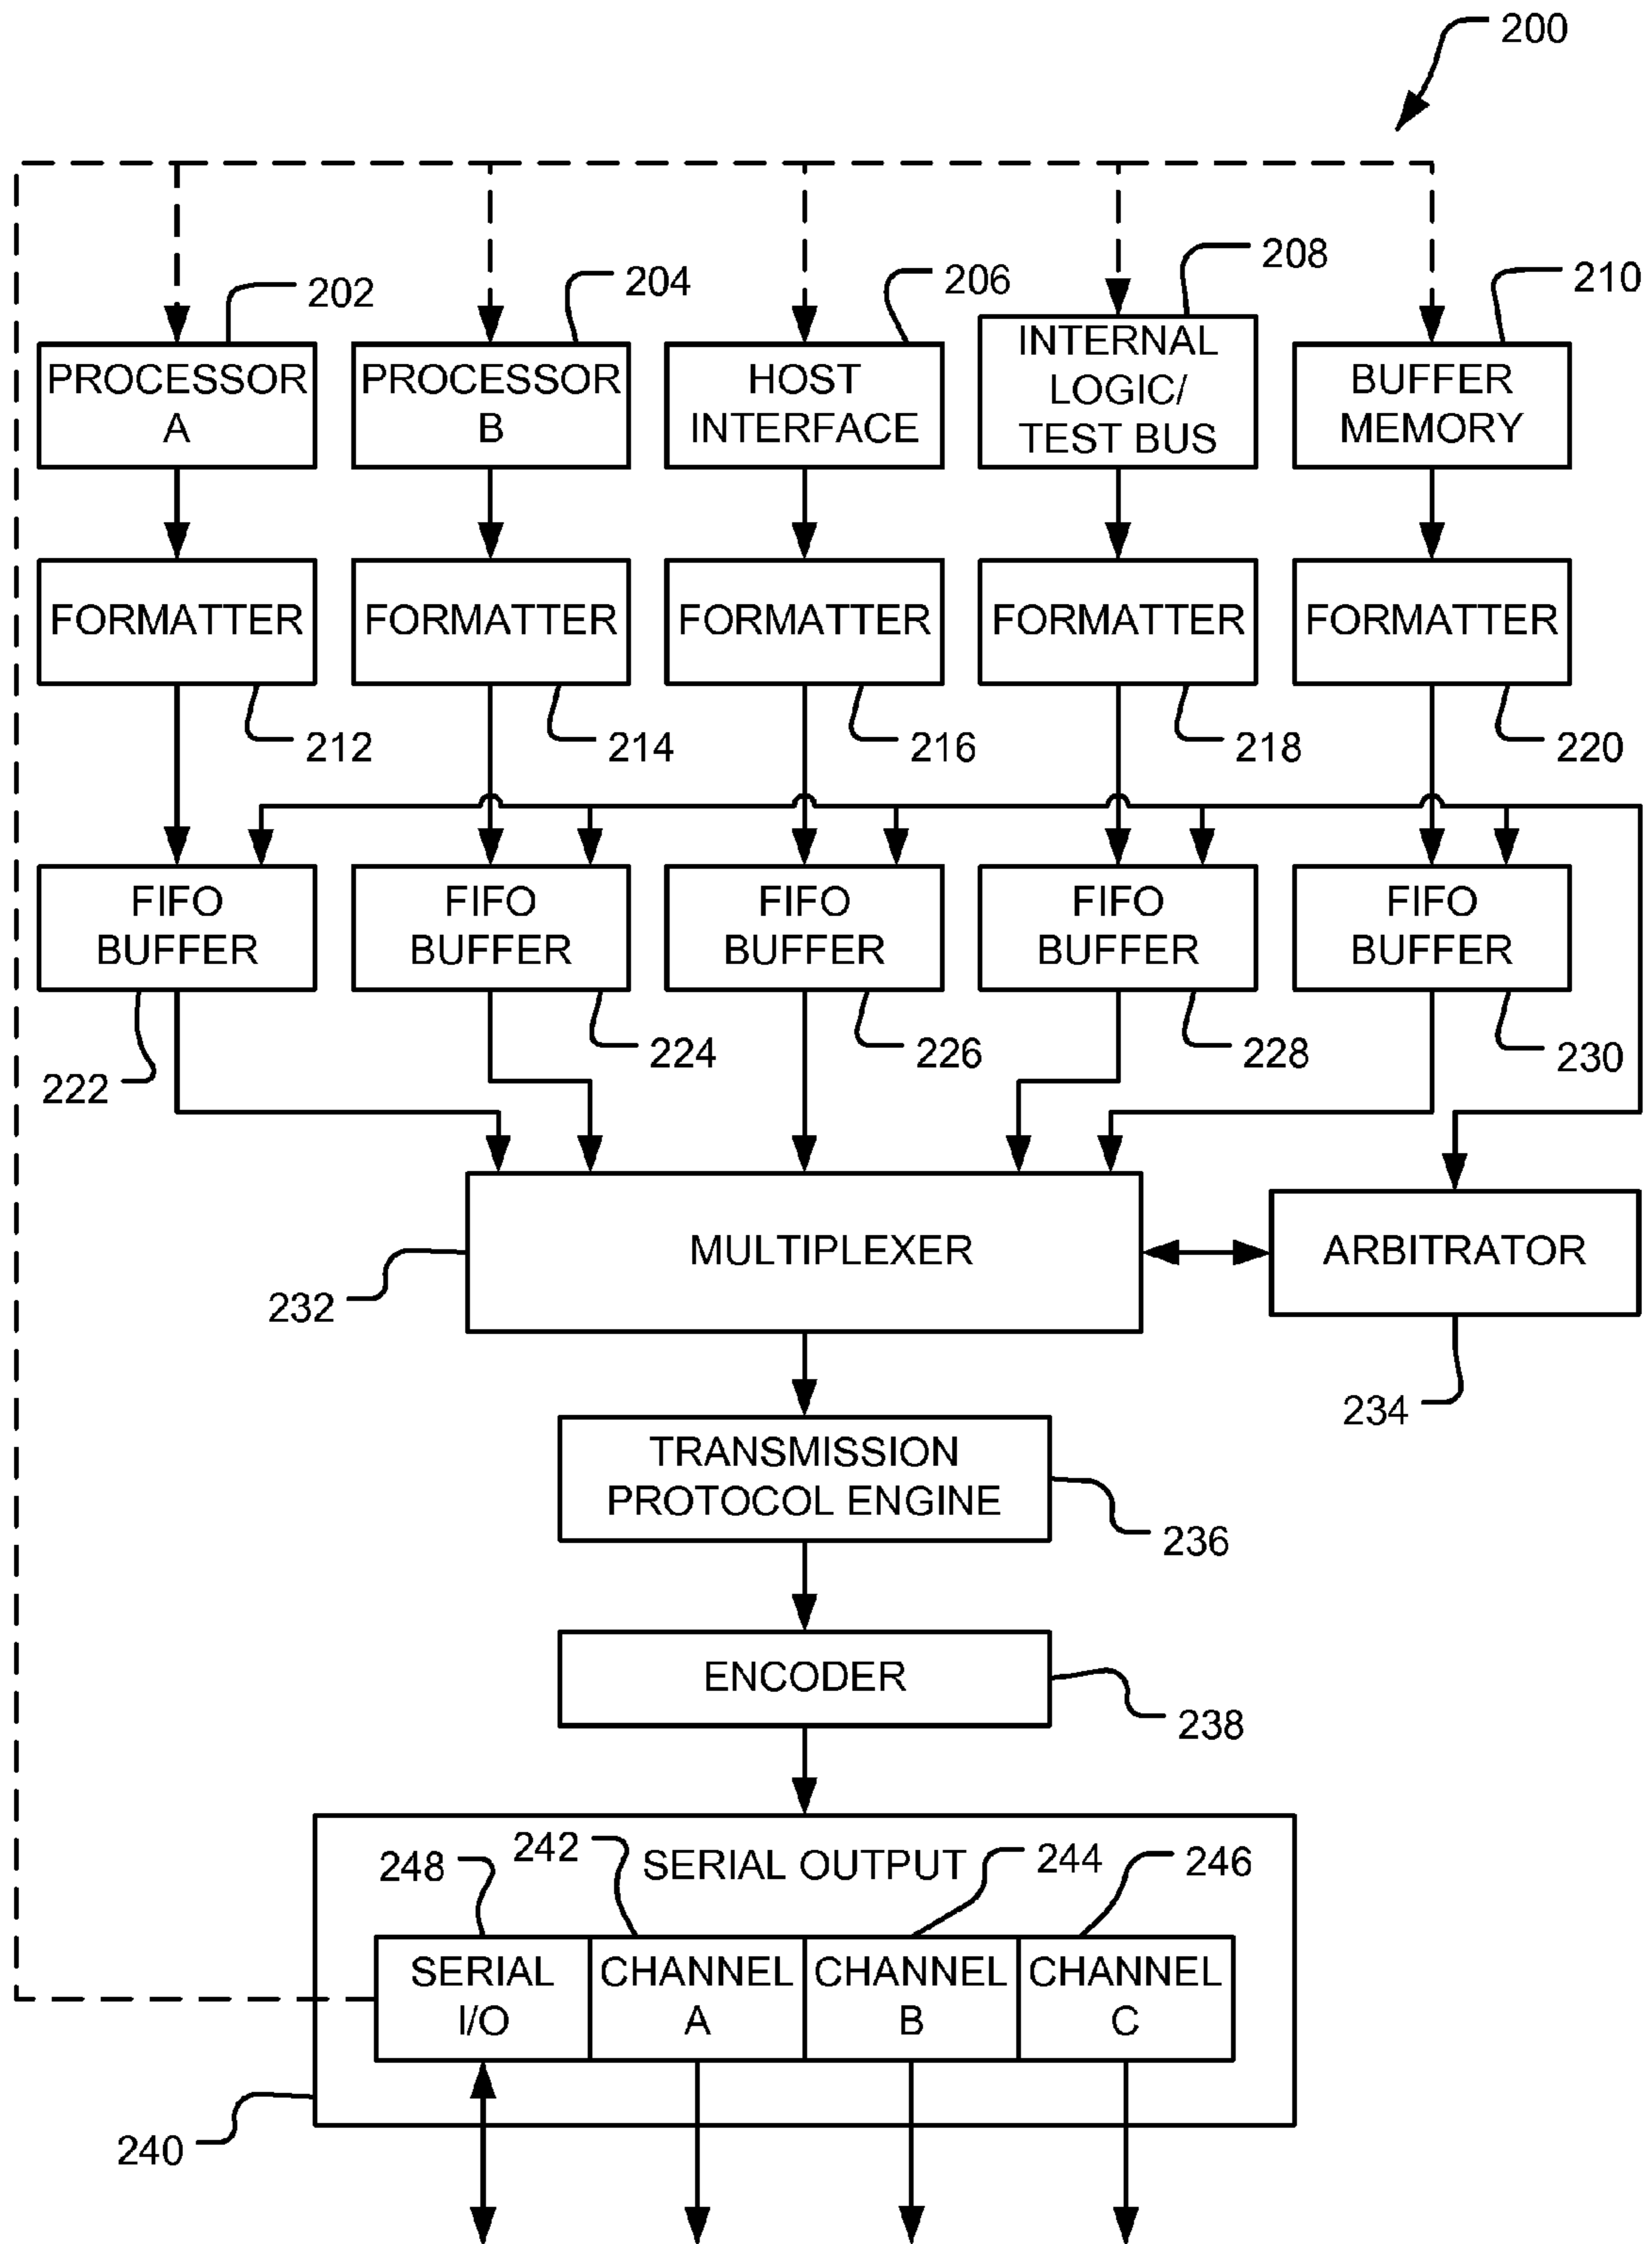 200
202
204
206
208
210
PROCESSOR
A
PROCESSOR
B
HOST
INTERFACE
INTERNAL
LOGIC/
TEST BUS
BUFFER
MEMORY
FORMATTER
FORMATTER
FORMATTER
FORMATTER
FORMATTER
212
214
216
218
220
FIFO
BUFFER
FIFO
BUFFER
FIFO
BUFFER
FIFO
BUFFER
FIFO
BUFFER
222
224
226
228
230
MULTIPLEXER
ARBITRATOR
232
234
TRANSMISSION
PROTOCOL ENGINE
236
ENCODER
238
248
242
SERIAL OUTPUT
244
246
SERIAL
I/O
CHANNEL
A
CHANNEL
B
CHANNEL
C
240